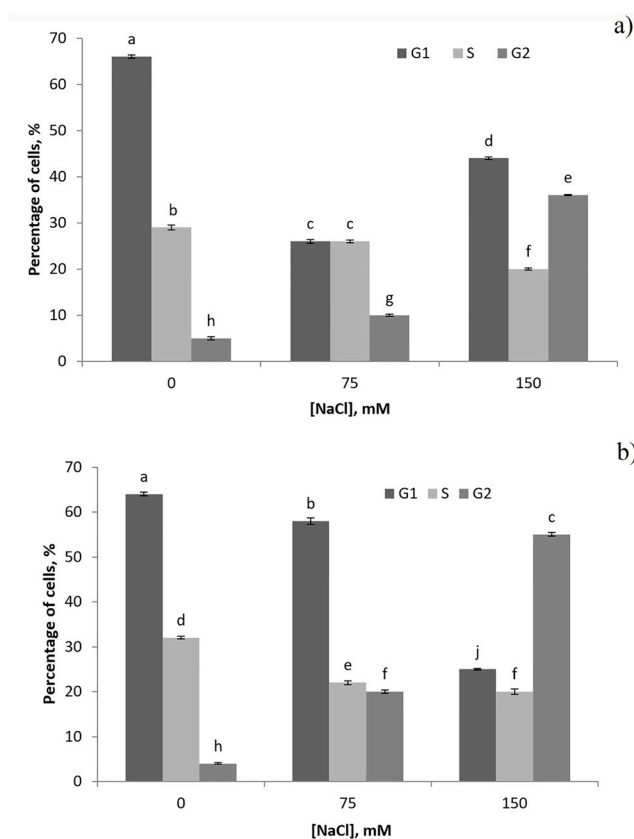 a)
70
60
50
40
30
20
10
0
Percentage of cells, %
G1 S G2
a
b
h
c
c
g
d
f
e
0 75 150
[NaCl], mM
b)
70
60
50
40
30
20
10
0
Percentage of cells, %
G1 S G2
a
d
h
b
e
f
j
f
c
0 75 150
[NaCl], mM